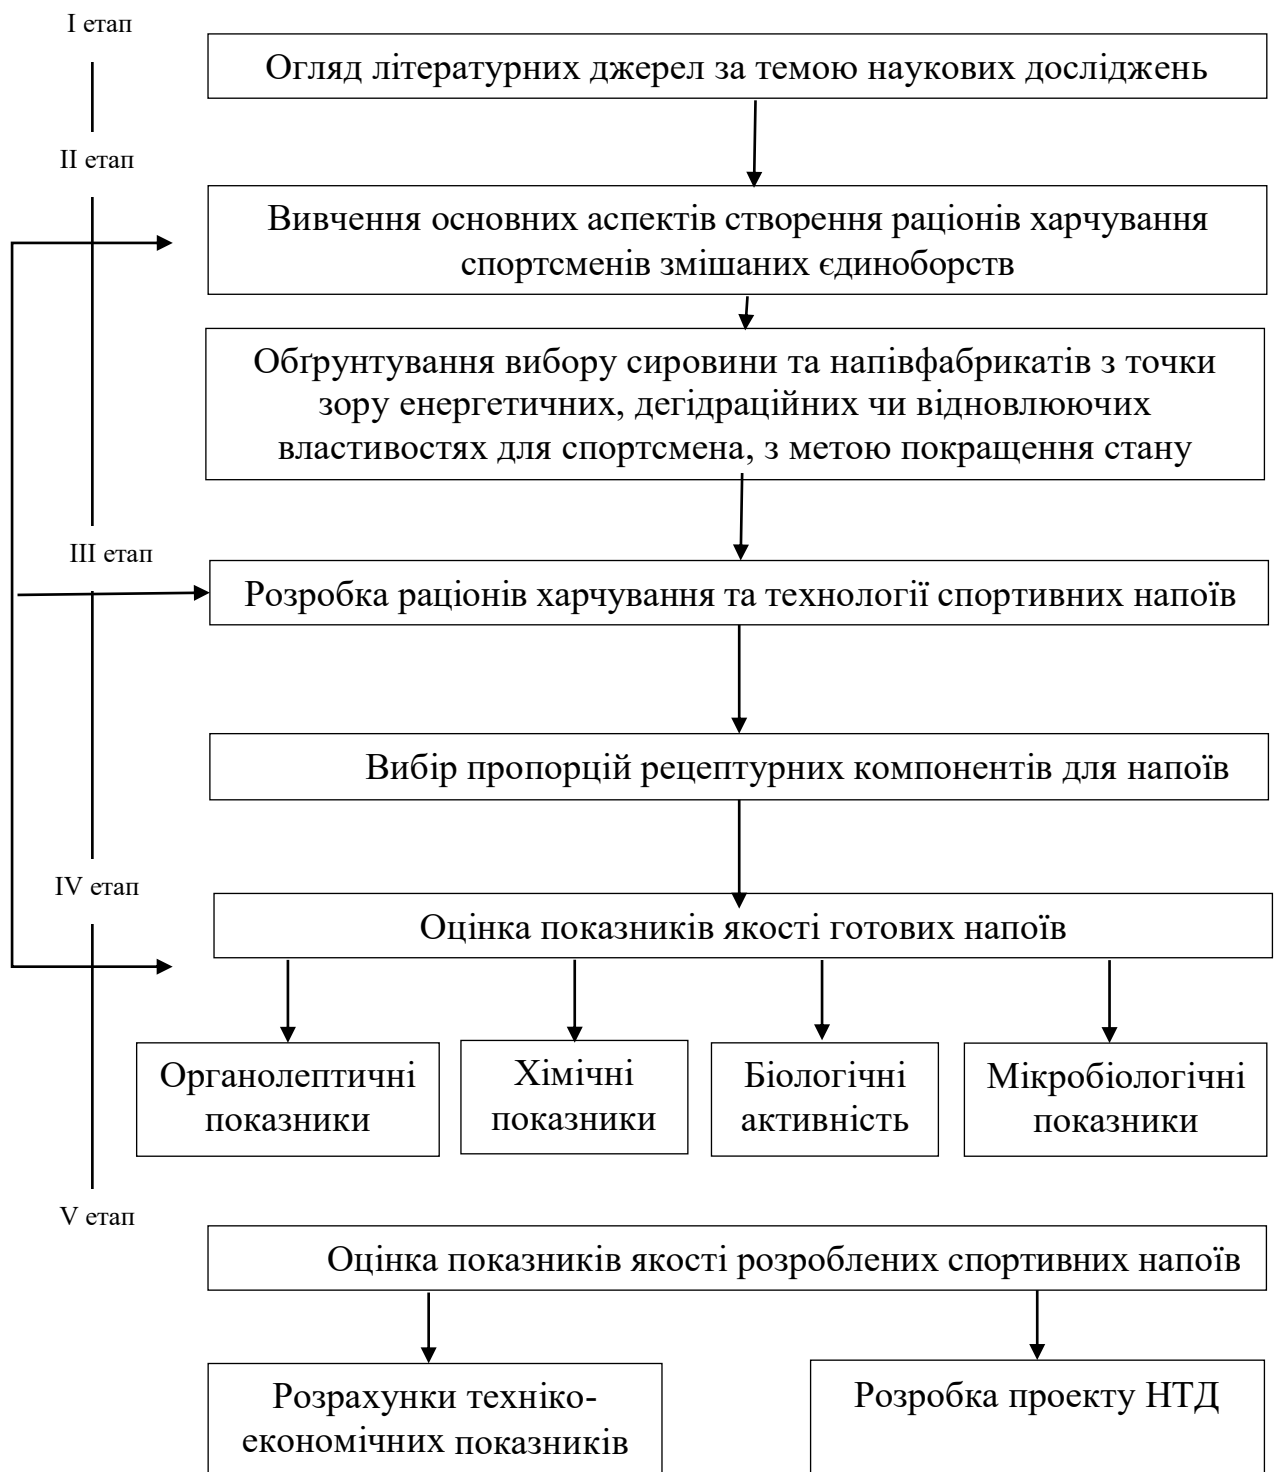 І етап
Огляд літературних джерел за темою наукових досліджень
ІІ етап
Вивчення основних аспектів створення раціонів харчування
спортсменів змішаних єдиноборств
Обґрунтування вибору сировини та напівфабрикатів з точки
зору енергетичних, дегідраційних чи відновлюючих
властивостях для спортсмена, з метою покращення стану
ІІІ етап
Розробка раціонів харчування та технології спортивних напоїв
Вибір пропорцій рецептурних компонентів для напоїв
IV етап
Оцінка показників якості готових напоїв
Органолептичні
показники
Хімічні
показники
Біологічні
активність
Мікробіологічні
показники
V етап
Оцінка показників якості розроблених спортивних напоїв
Розрахунки техніко-
економічних показників
Розробка проекту НТД